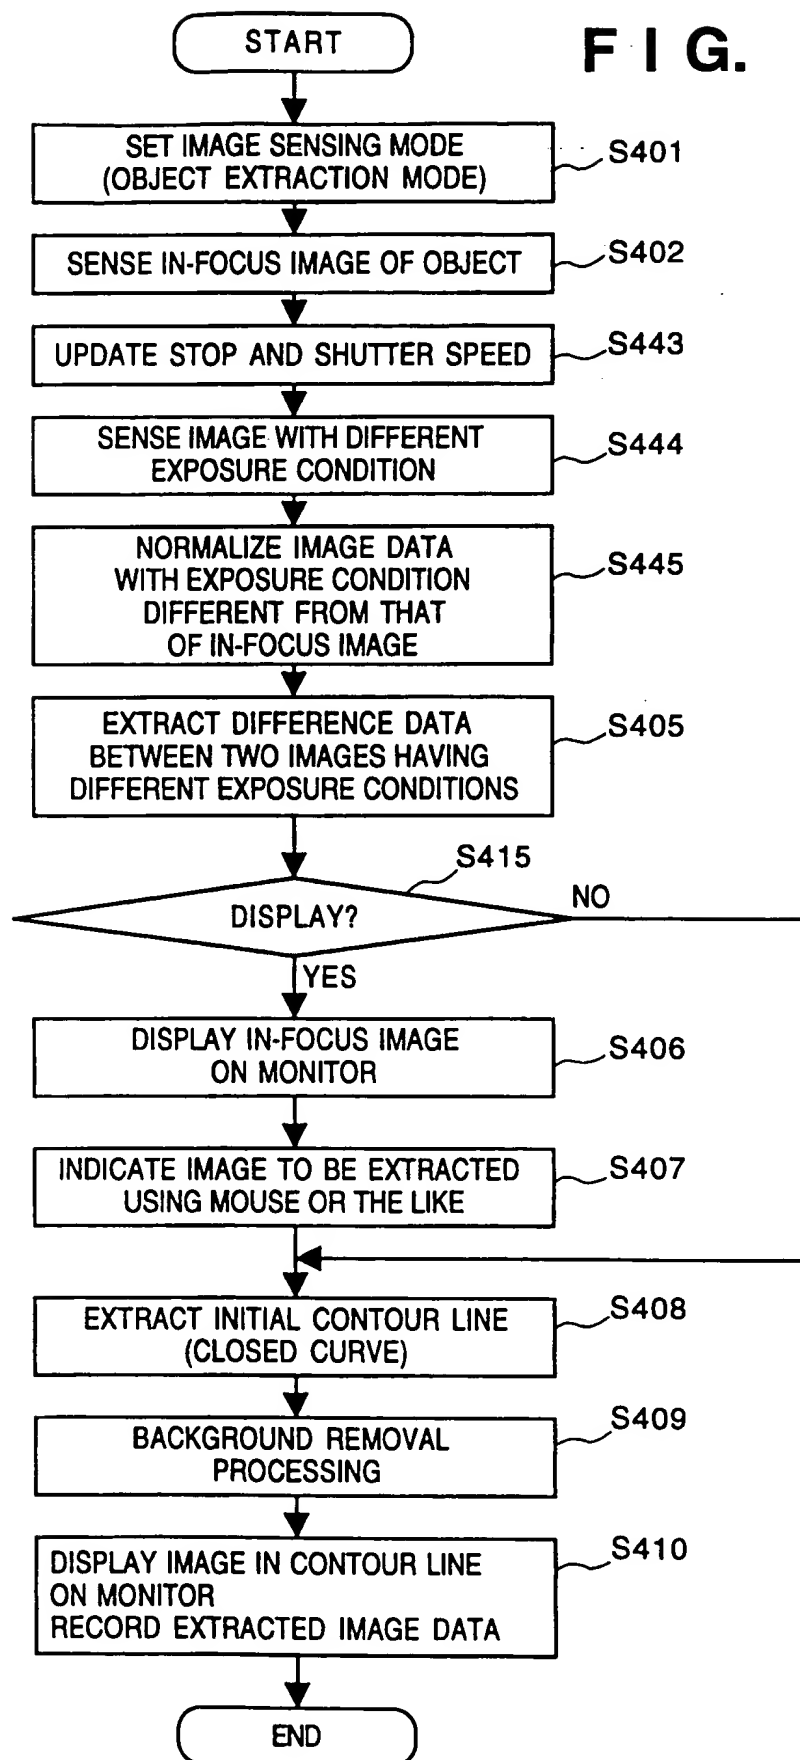 START
F I G.
SET IMAGE SENSING MODE
(OBJECT EXTRACTION MODE)
S401
SENSE IN-FOCUS IMAGE OF OBJECT
S402
UPDATE STOP AND SHUTTER SPEED
S443
SENSE IMAGE WITH DIFFERENT
EXPOSURE CONDITION
S444
NORMALIZE IMAGE DATA
WITH EXPOSURE CONDITION
DIFFERENT FROM THAT
OF IN-FOCUS IMAGE
S445
EXTRACT DIFFERENCE DATA
BETWEEN TWO IMAGES HAVING
DIFFERENT EXPOSURE CONDITIONS
S405
S415
DISPLAY?
NO
YES
DISPLAY IN-FOCUS IMAGE
ON MONITOR
S406
INDICATE IMAGE TO BE EXTRACTED
USING MOUSE OR THE LIKE
S407
EXTRACT INITIAL CONTOUR LINE
(CLOSED CURVE)
S408
BACKGROUND REMOVAL
PROCESSING
S409
DISPLAY IMAGE IN CONTOUR LINE
ON MONITOR
RECORD EXTRACTED IMAGE DATA
S410
END